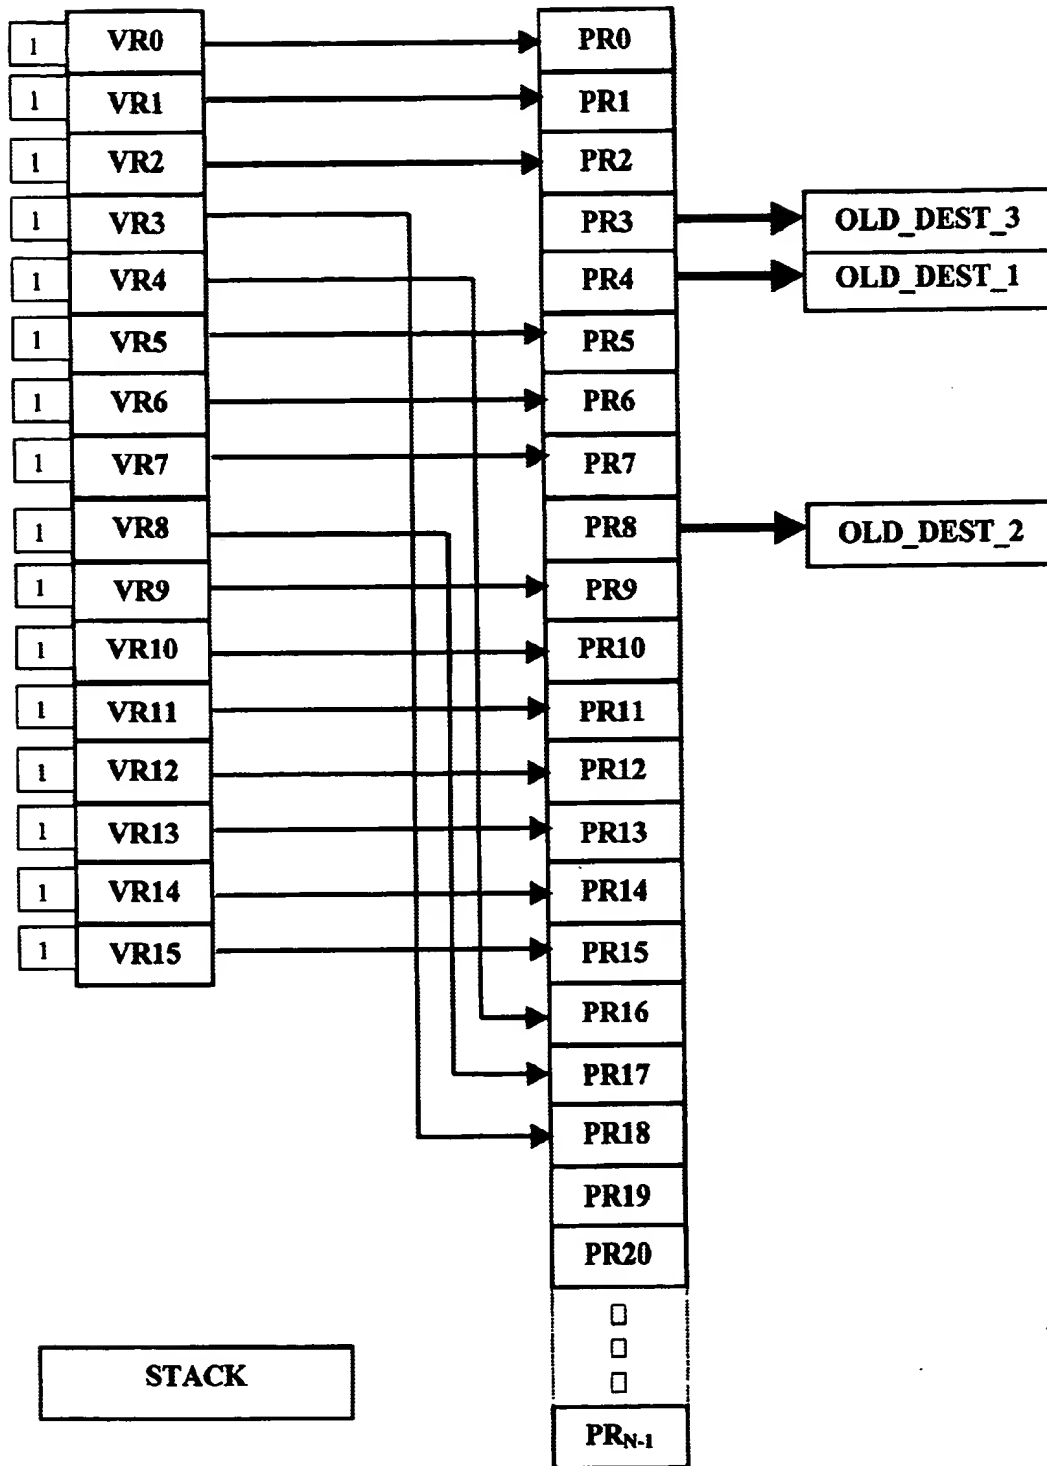 1 VR0 PR0
1 VR1 PR1
1 VR2 PR2
1 VR3 PR3 OLD_DEST_3
1 VR4 PR4 OLD_DEST_1
1 VR5 PR5
1 VR6 PR6
1 VR7 PR7
1 VR8 PR8 OLD_DEST_2
1 VR9 PR9
1 VR10 PR10
1 VR11 PR11
1 VR12 PR12
1 VR13 PR13
1 VR14 PR14
1 VR15 PR15
PR16
PR17
PR18
PR19
PR20
STACK
PRN-1